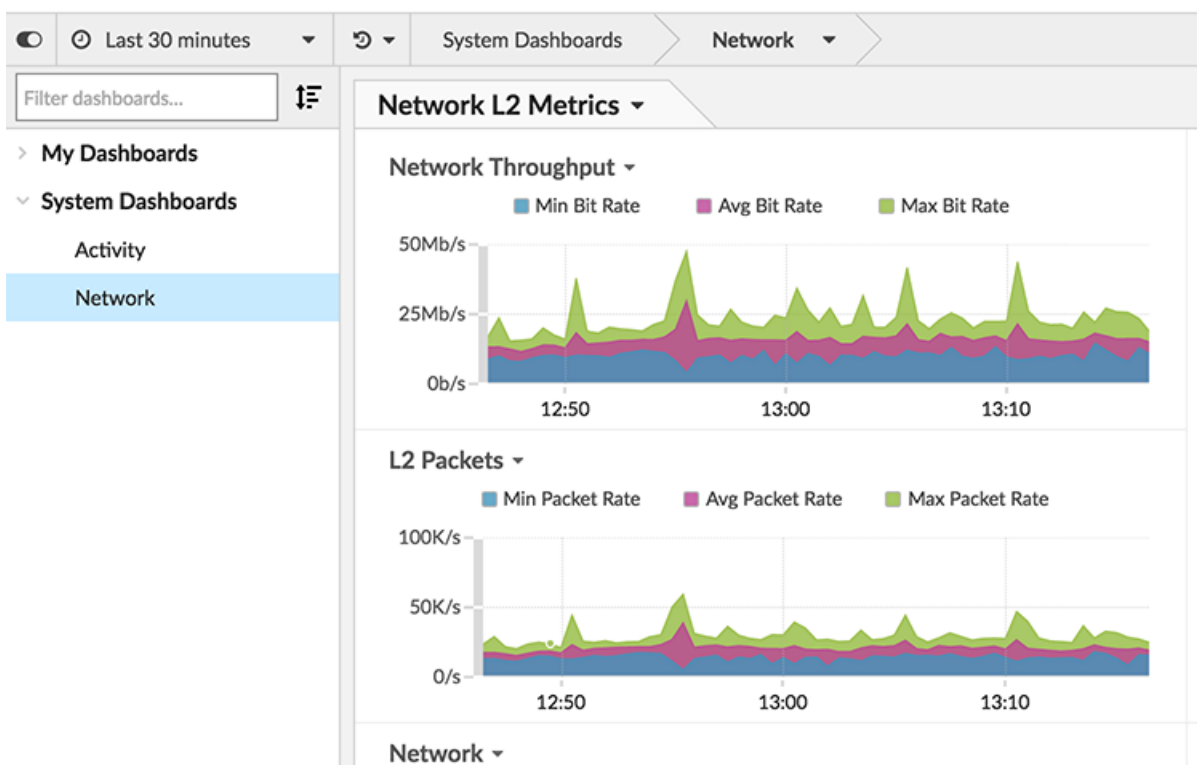 Last 30 minutes
System Dashboards
Network
Filter dashboards...
My Dashboards
System Dashboards
Activity
Network
Network L2 Metrics
Network Throughput
Min Bit Rate Avg Bit Rate Max Bit Rate
50Mb/s
25Mb/s
0b/s
12:50 13:00 13:10
L2 Packets
Min Packet Rate Avg Packet Rate Max Packet Rate
100K/s
50K/s
0/s
12:50 13:00 13:10
Network